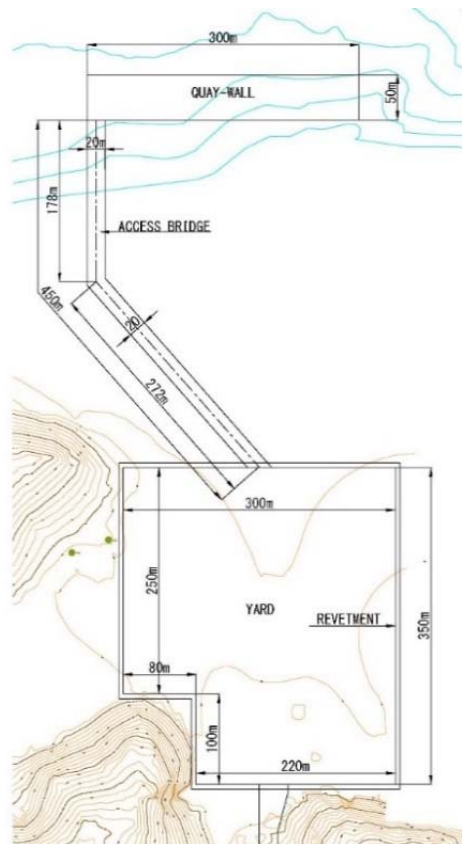 300m
QUAY-WALL
50m
20m
178m
ACCESS BRIDGE
450m
20
272m
300m
250m
YARD
REVETMENT
350m
80m
100m
220m